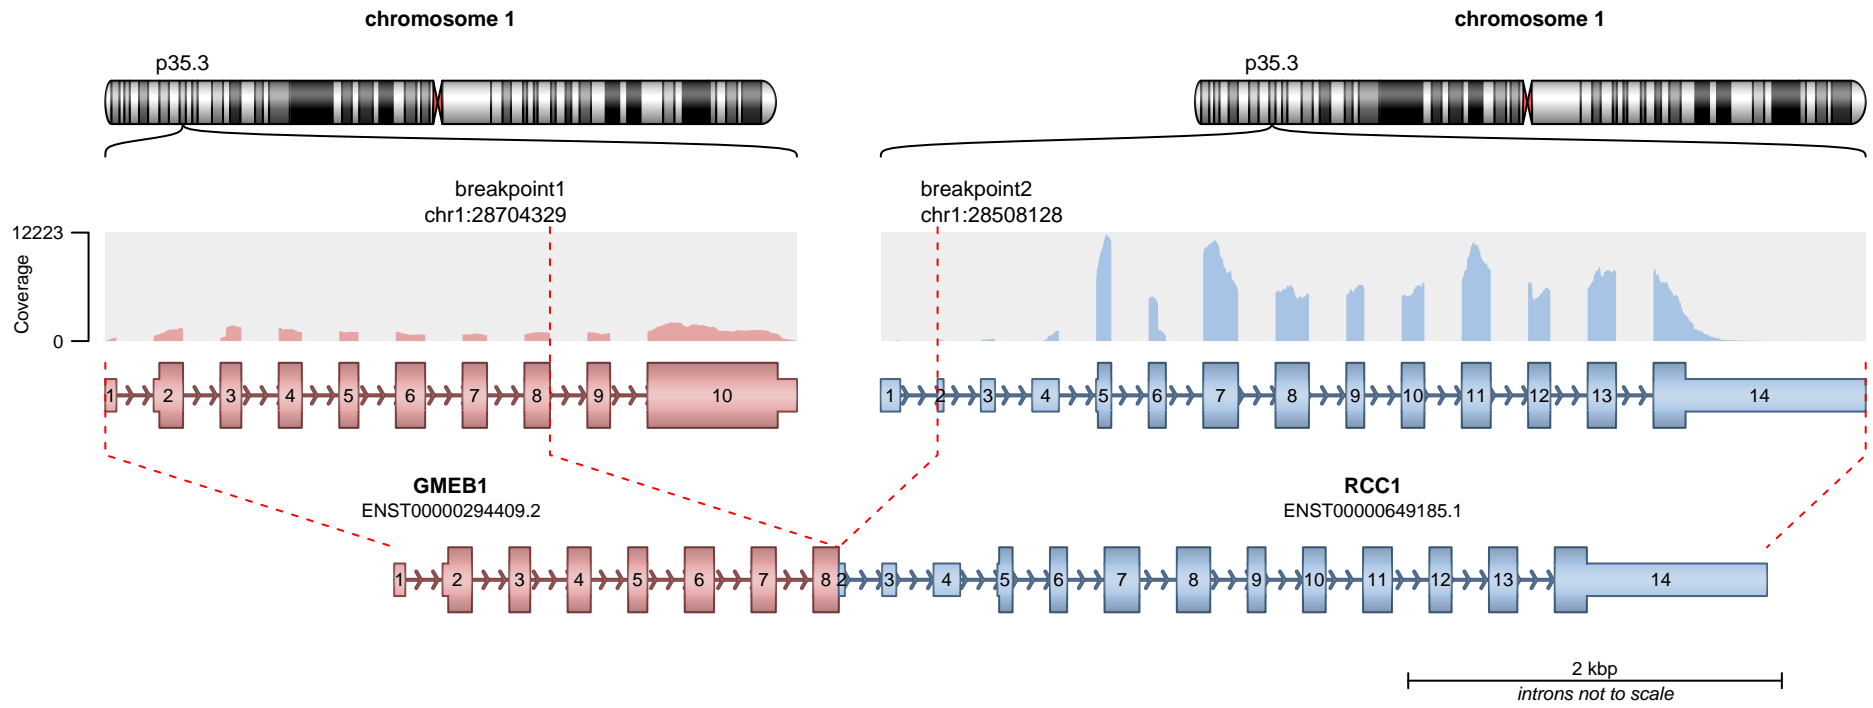 chromosome 1
chromosome 1
p35.3
p35.3
breakpoint1
chr1:28704329
breakpoint2
chr1:28508128
12223
Coverage
0
1 2 3 4 5 6 7 8 9 10
1 2 3 4 5 6 7 8 9 10 11 12 13 14
GMEB1
ENST00000294409.2
RCC1
ENST00000649185.1
1 2 3 4 5 6 7 8 2 3 4 5 6 7 8 9 10 11 12 13 14
2 kbp
introns not to scale